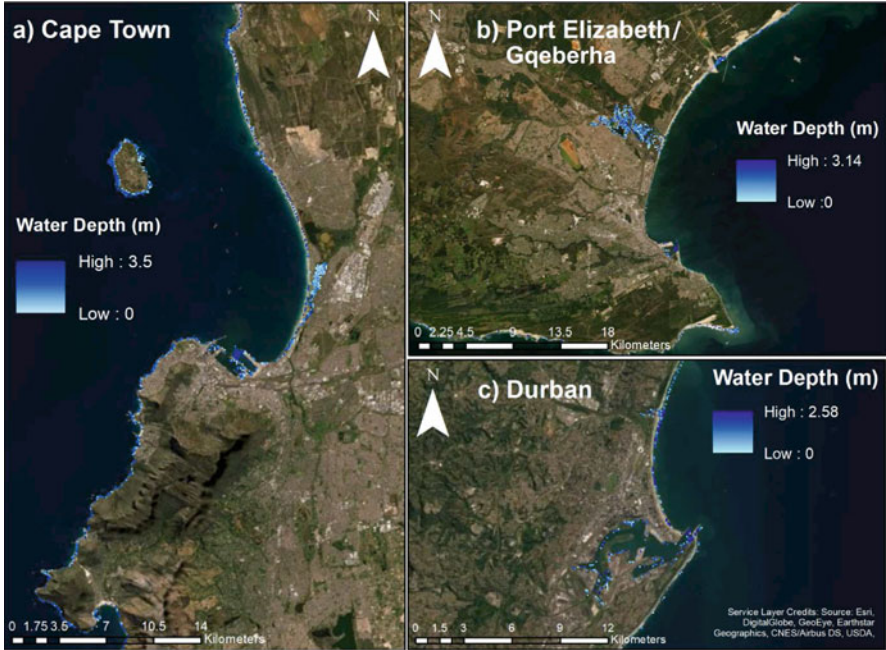 a) Cape Town
N
Water Depth (m)
High : 3.5
Low : 0
0 1.75 3.5 7 10.5 14
Kilometers
b) Port Elizabeth/
Gqeberha
N
Water Depth (m)
High : 3.14
Low :0
0 2.25 4.5 9 13.5 18
Kilometers
c) Durban
N
Water Depth (m)
High : 2.58
Low : 0
0 1.5 3 6 9 12
Kilometers
Service Layer Credits: Source: Esri,
DigitalGlobe, GeoEye, Earthstar
Geographics, CNES/Airbus DS, USDA,